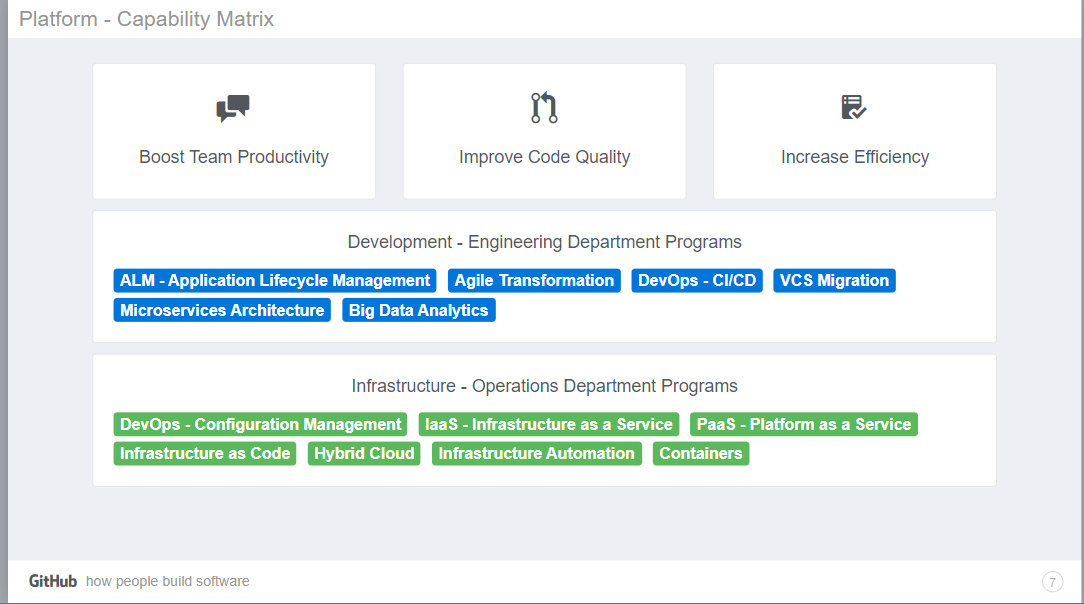 Platform - Capability Matrix
Boost Team Productivity
Improve Code Quality
Increase Efficiency
Development - Engineering Department Programs
ALM - Application Lifecycle Management Agile Transformation DevOps - CI/CD VCS Migration
Microservices Architecture Big Data Analytics
Infrastructure - Operations Department Programs
DevOps - Configuration Management IaaS - Infrastructure as a Service PaaS - Platform as a Service
Infrastructure as Code Hybrid Cloud Infrastructure Automation Containers
GitHub how people build software
7